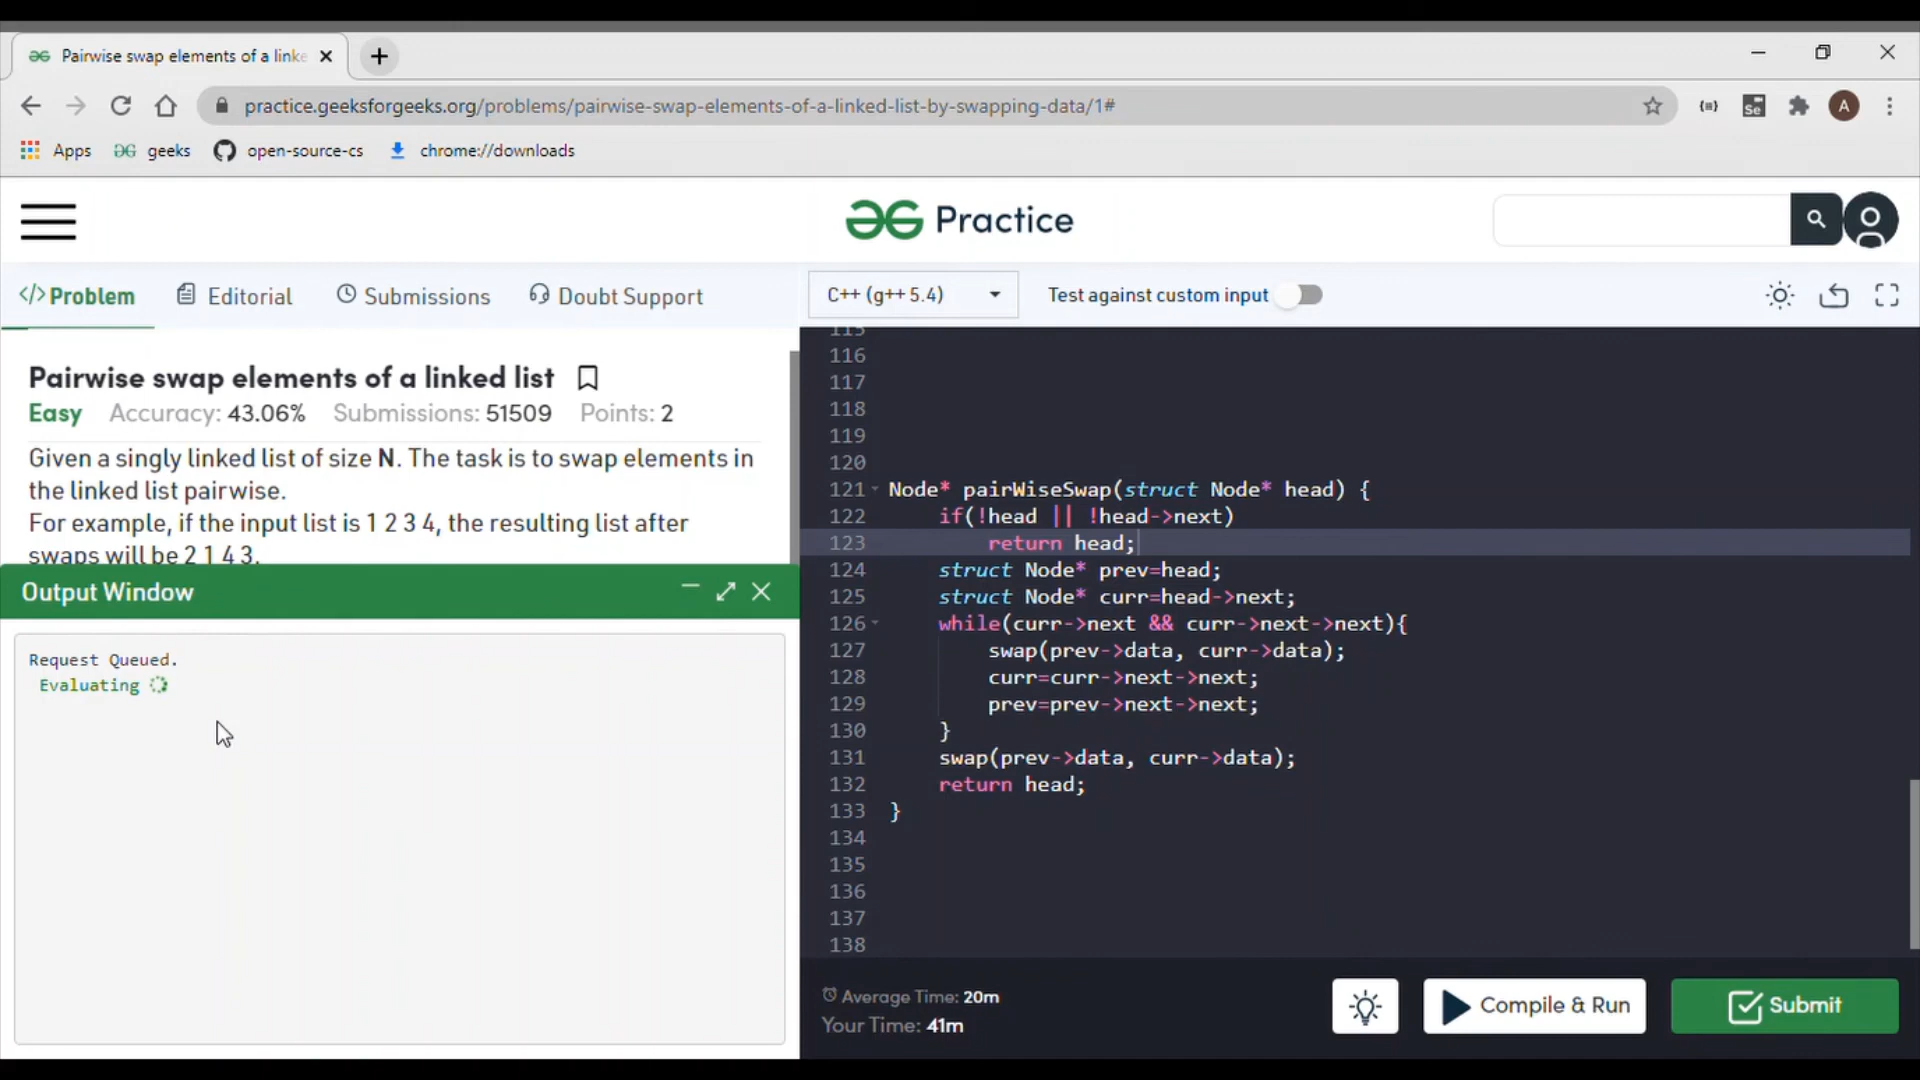 Pairwise swap elements of a linke
practice.geeksforgeeks.org/problems/pairwise-swap-elements-of-a-linked-list-by-swapping-data/1#
Se
A
Apps
geeks
open-source-cs
chrome://downloads
Practice
</>Problem
Editorial
Submissions
Doubt Support
C++ (g++ 5.4)
Test against custom input
Pairwise swap elements of a linked list
Easy Accuracy: 43.06% Submissions: 51509 Points: 2
Given a singly linked list of size N. The task is to swap elements in
the linked list pairwise.
For example, if the input list is 1 2 3 4, the resulting list after
swaps will be 2 1 4 3.
Output Window
Request Queued.
Evaluating
115
116
117
118
119
120
121 Node* pairWiseSwap(struct Node* head) {
122 if(!head || !head->next)
123 return head;
124 struct Node* prev=head;
125 struct Node* curr=head->next;
126 while(curr->next && curr->next->next){
127 swap(prev->data, curr->data);
128 curr=curr->next->next;
129 prev=prev->next->next;
130 }
131 swap(prev->data, curr->data);
132 return head;
133 }
134
135
136
137
138
Average Time: 20m
Your Time: 41m
Compile & Run
Submit